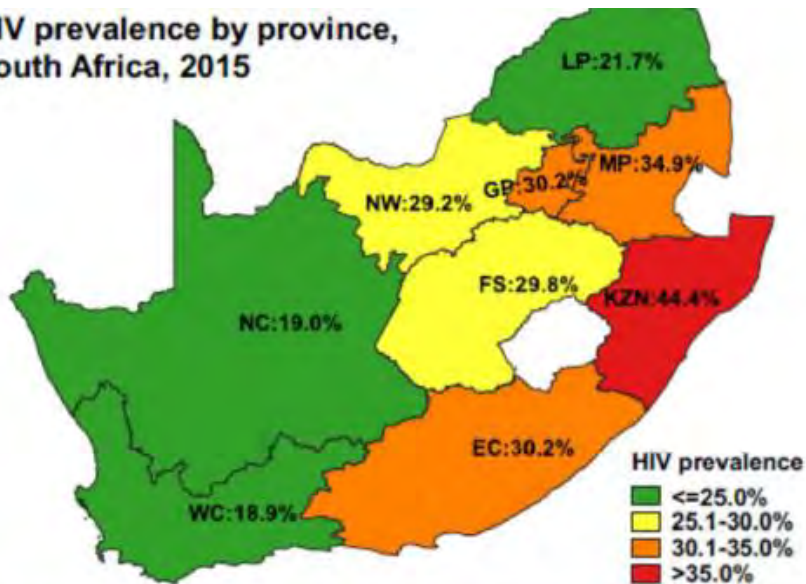 IV prevalence by province,
outh Africa, 2015
LP:21.7%
MP:34.9%
GP:30.2%
NW:29.2%
FS:29.8%
KZN:44.4%
NC:19.0%
EC:30.2%
WC:18.9%
HIV prevalence
<=25.0%
25.1-30.0%
30.1-35.0%
>35.0%